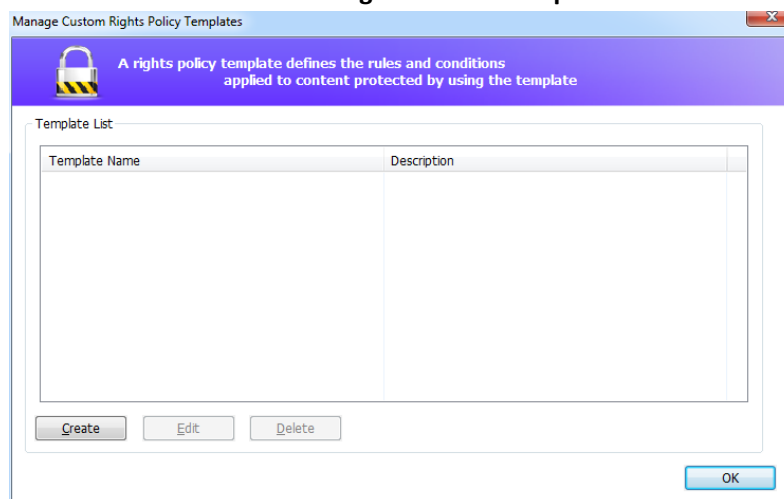 Manage Custom Rights Policy Templates
A rights policy template defines the rules and conditions
applied to content protected by using the template
Template List
Template Name Description
Create Edit Delete
OK